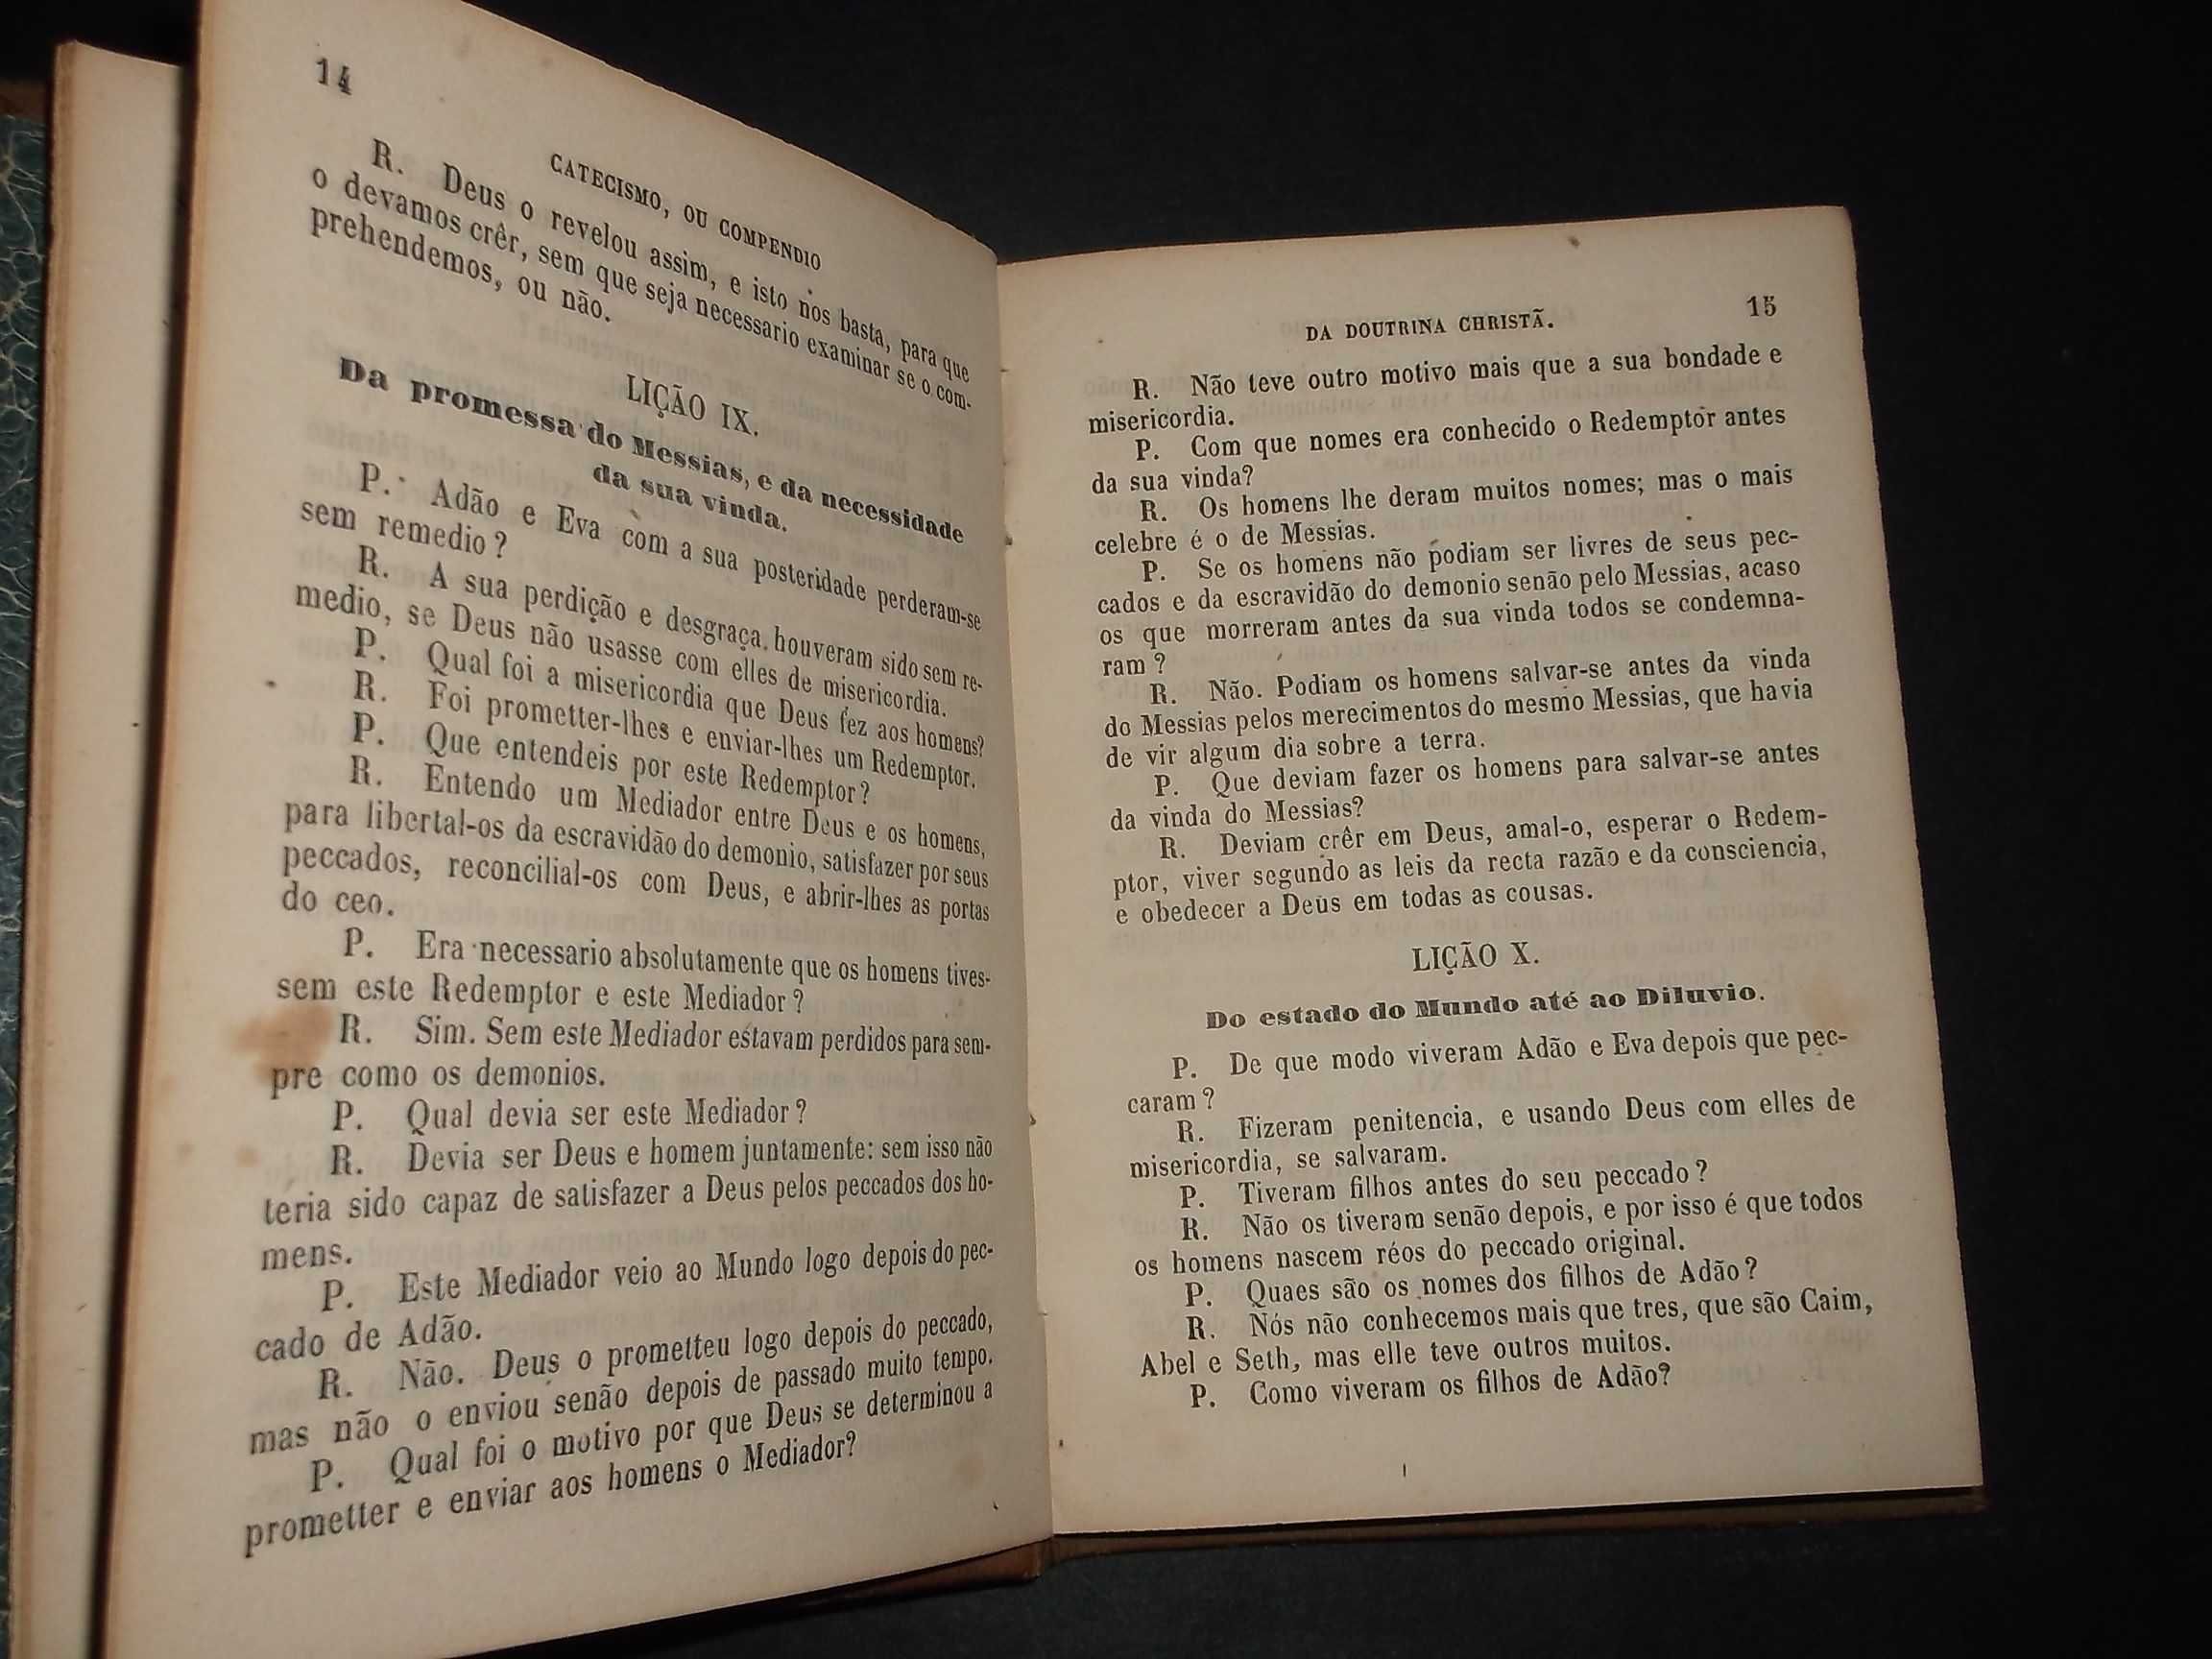 14
CATECISMO, OU COMPENDIO
R. Deus o revelou assim, e isto nos basta, para que
o devamos crêr, sem que seja necessario examinar se o com-
prehendemos, ou não.
LIÇÃO IX.
Da promessa do Messias, e da necessidade
da sua vinda.
P. Adão e Eva com a sua posteridade perderam-se
sem remedio?
R. A sua perdição e desgraça houveram sido sem re-
medio, se Deus não usasse com elles de misericordia.
P. Qual foi a misericordia que Deus fez aos homens?
R. Foi prometter-lhes e enviar-lhes um Redemptor.
P. Que entendeis por este Redemptor?
R. Entendo um Mediador entre Deus e os homens,
para libertal-os da escravidão do demonio, satisfazer por seus
peccados, reconcilial-os com Deus, e abrir-lhes as portas
do ceo.
P. Era necessario absolutamente que os homens tives-
sem este Redemptor e este Mediador?
R. Sim. Sem este Mediador estavam perdidos para sem-
pre como os demonios.
P. Qual devia ser este Mediador?
R. Devia ser Deus e homem juntamente: sem isso não
teria sido capaz de satisfazer a Deus pelos peccados dos ho-
mens.
P. Este Mediador veio ao Mundo logo depois do pec-
cado de Adão.
R. Não. Deus o prometteu logo depois do peccado,
mas não o enviou senão depois de passado muito tempo.
P. Qual foi o motivo por que Deus se determinou a
prometter e enviar aos homens o Mediador?
DA DOUTRINA CHRISTÃ.
15
R. Não teve outro motivo mais que a sua bondade e
misericordia.
P. Com que nomes era conhecido o Redemptor antes
da sua vinda?
R. Os homens lhe deram muitos nomes; mas o mais
celebre é o de Messias.
P. Se os homens não podiam ser livres de seus pec-
cados e da escravidão do demonio senão pelo Messias, acaso
os que morreram antes da sua vinda todos se condemna-
ram?
R. Não. Podiam os homens salvar-se antes da vinda
do Messias pelos merecimentos do mesmo Messias, que havia
de vir algum dia sobre a terra.
P. Que deviam fazer os homens para salvar-se antes
da vinda do Messias?
R. Deviam crêr em Deus, amal-o, esperar o Redem-
ptor, viver segundo as leis da recta razão e da consciencia,
e obedecer a Deus em todas as cousas.
LIÇÃO X.
Do estado do Mundo até ao Diluvio.
P. De que modo viveram Adão e Eva depois que pec-
caram?
R. Fizeram penitencia, e usando Deus com elles de
misericordia, se salvaram.
P. Tiveram filhos antes do seu peccado?
R. Não os tiveram senão depois, e por isso é que todos
os homens nascem réos do peccado original.
P. Quaes são os nomes dos filhos de Adão?
R. Nós não conhecemos mais que tres, que são Caim,
Abel e Seth, mas elle teve outros muitos.
P. Como viveram os filhos de Adão?